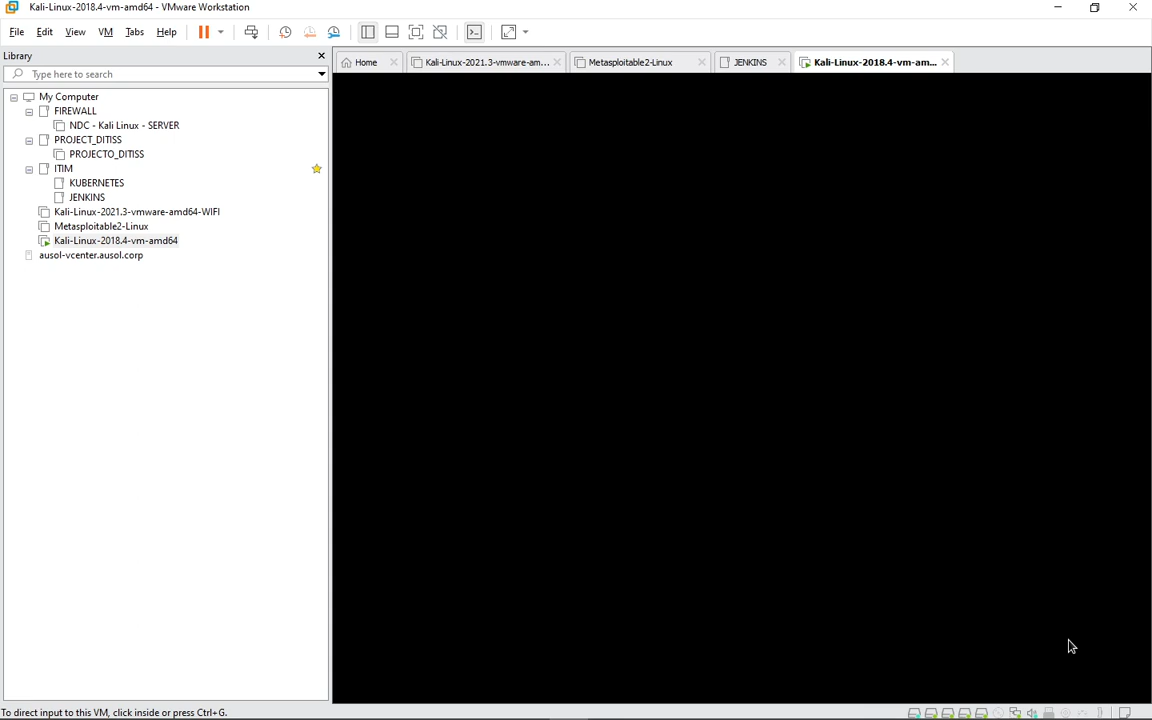 Kali-Linux-2018.4-vm-amd64 - VMware Workstation
File Edit View VM Tabs Help
Library
Type here to search
Home
Kali-Linux-2021.3-vmware-am...
Metasploitable2-Linux
JENKINS
Kali-Linux-2018.4-vm-am...
My Computer
FIREWALL
NDC - Kali Linux - SERVER
PROJECT_DITISS
PROJECTO_DITISS
ITIM
KUBERNETES
JENKINS
Kali-Linux-2021.3-vmware-amd64-WIFI
Metasploitable2-Linux
Kali-Linux-2018.4-vm-amd64
ausol-vcenter.ausol.corp
To direct input to this VM, click inside or press Ctrl+G.